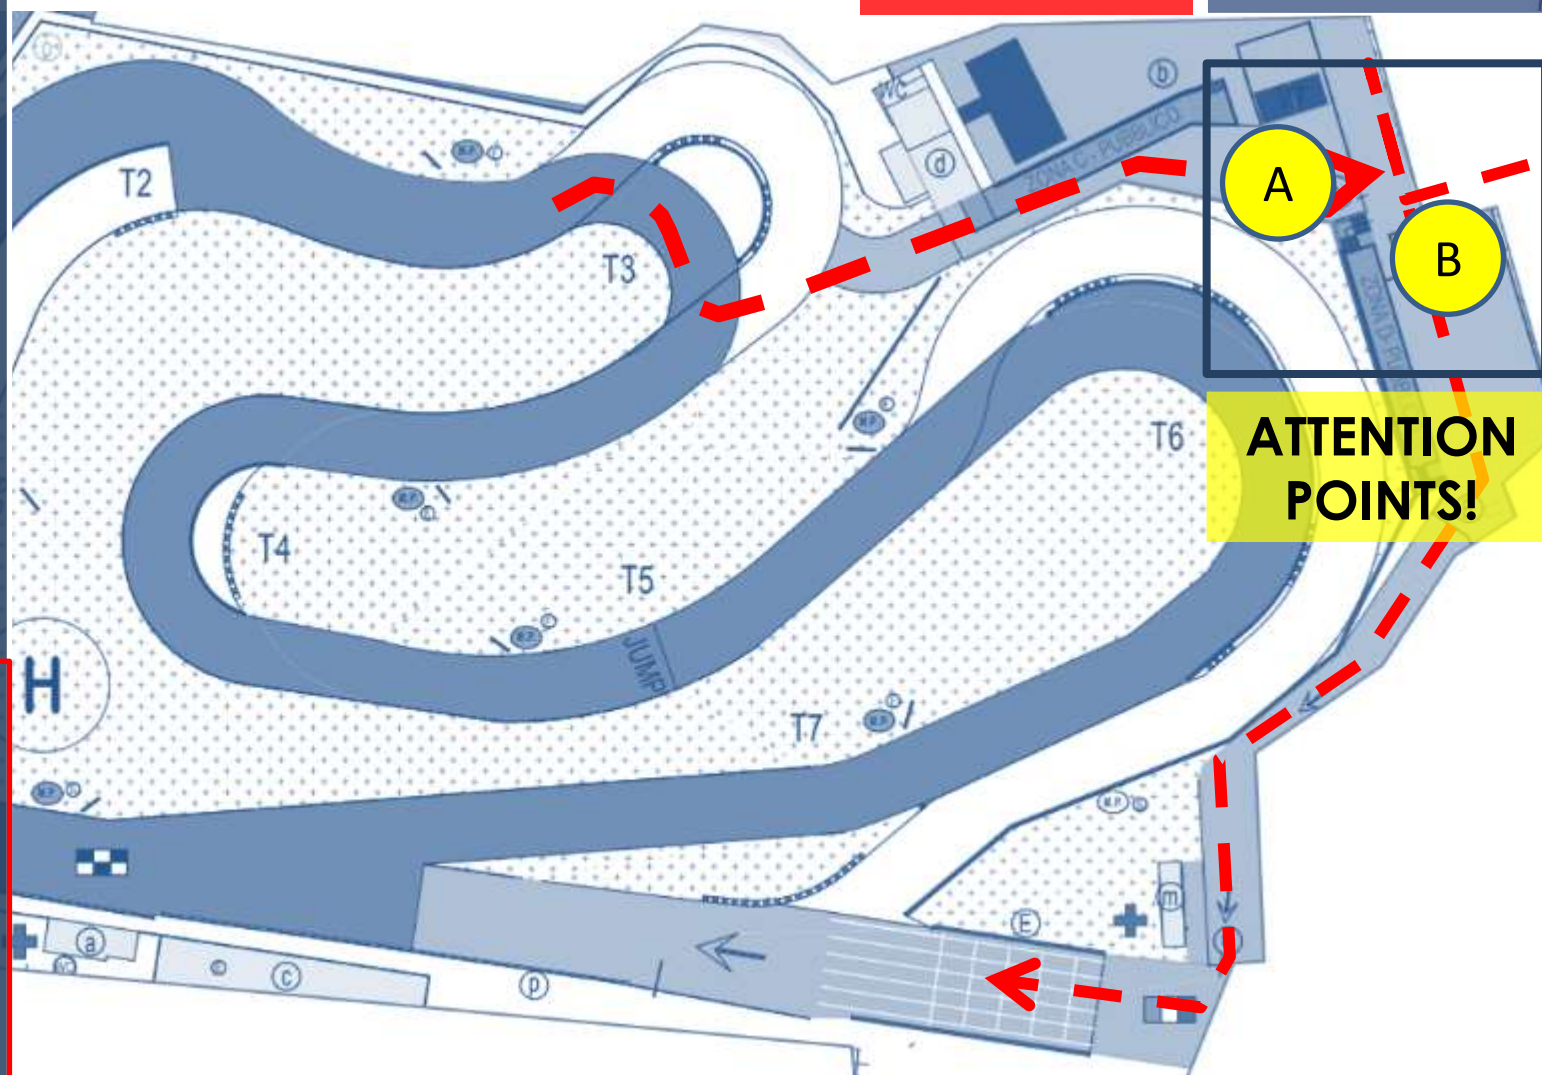 b
WC
T2
M.P.
ZONA C - PUBBLICO
d
A
T3
B
M.P.
T6
ATTENTION
POINTS!
M.P.
T4
T5
M.P.
JUMP
H
T7
M.P.
M.P.
M.P.
m
E
a
c
p